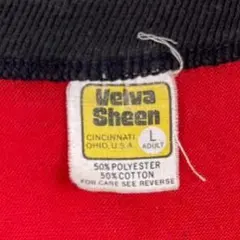 Velva
Sheen
CINCINNATI
OHIO, U.S.A.
L
ADULT
50% POLYESTER
50% COTTON
FOR CARE SEE REVERSE